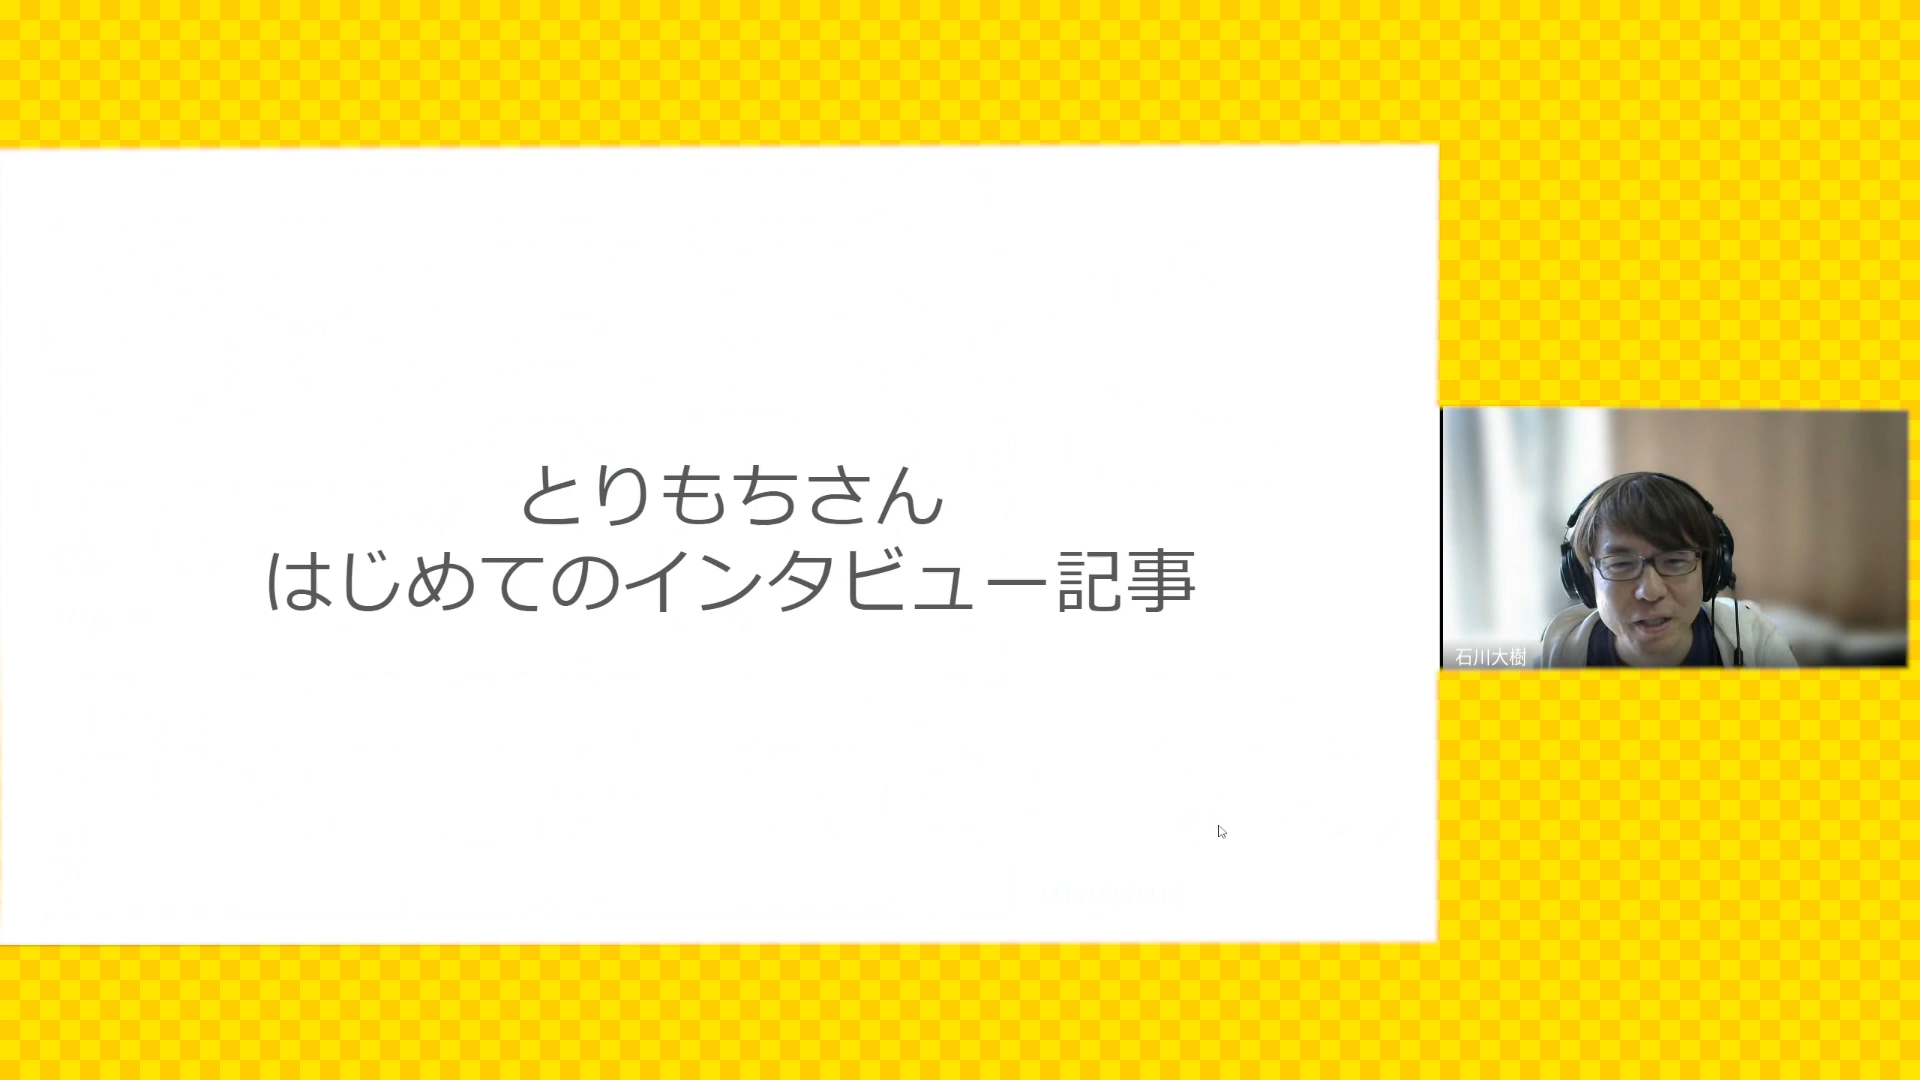 とりもちさん
はじめてのインタビュー記事
石川大樹